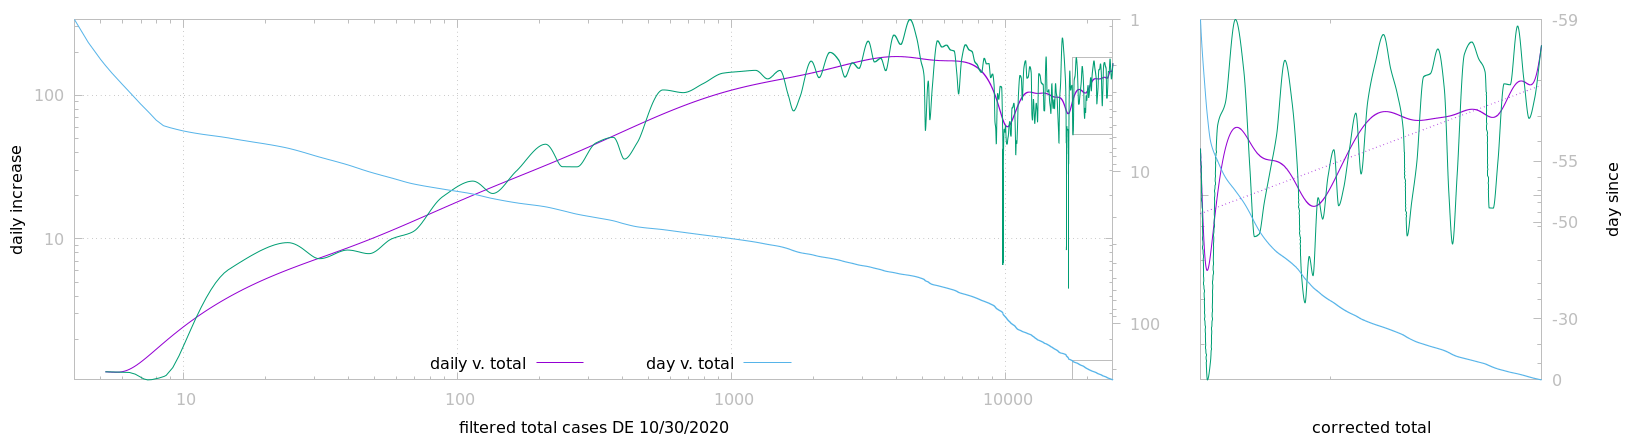 daily increase
100
10
1
10
100
daily v. total
day v. total
10
100
1000
10000
filtered total cases DE 10/30/2020
-59
-55
-50
-30
0
day since
corrected total